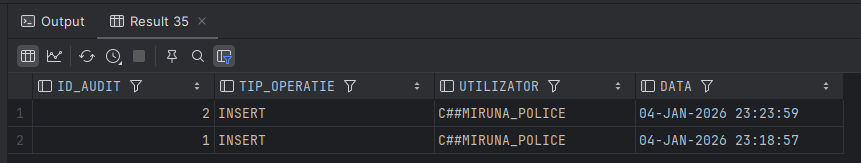 Output Result 35
ID_AUDIT TIP_OPERATIE UTILIZATOR DATA
1 2 INSERT C##MIRUNA_POLICE 04-JAN-2026 23:23:59
2 1 INSERT C##MIRUNA_POLICE 04-JAN-2026 23:18:57